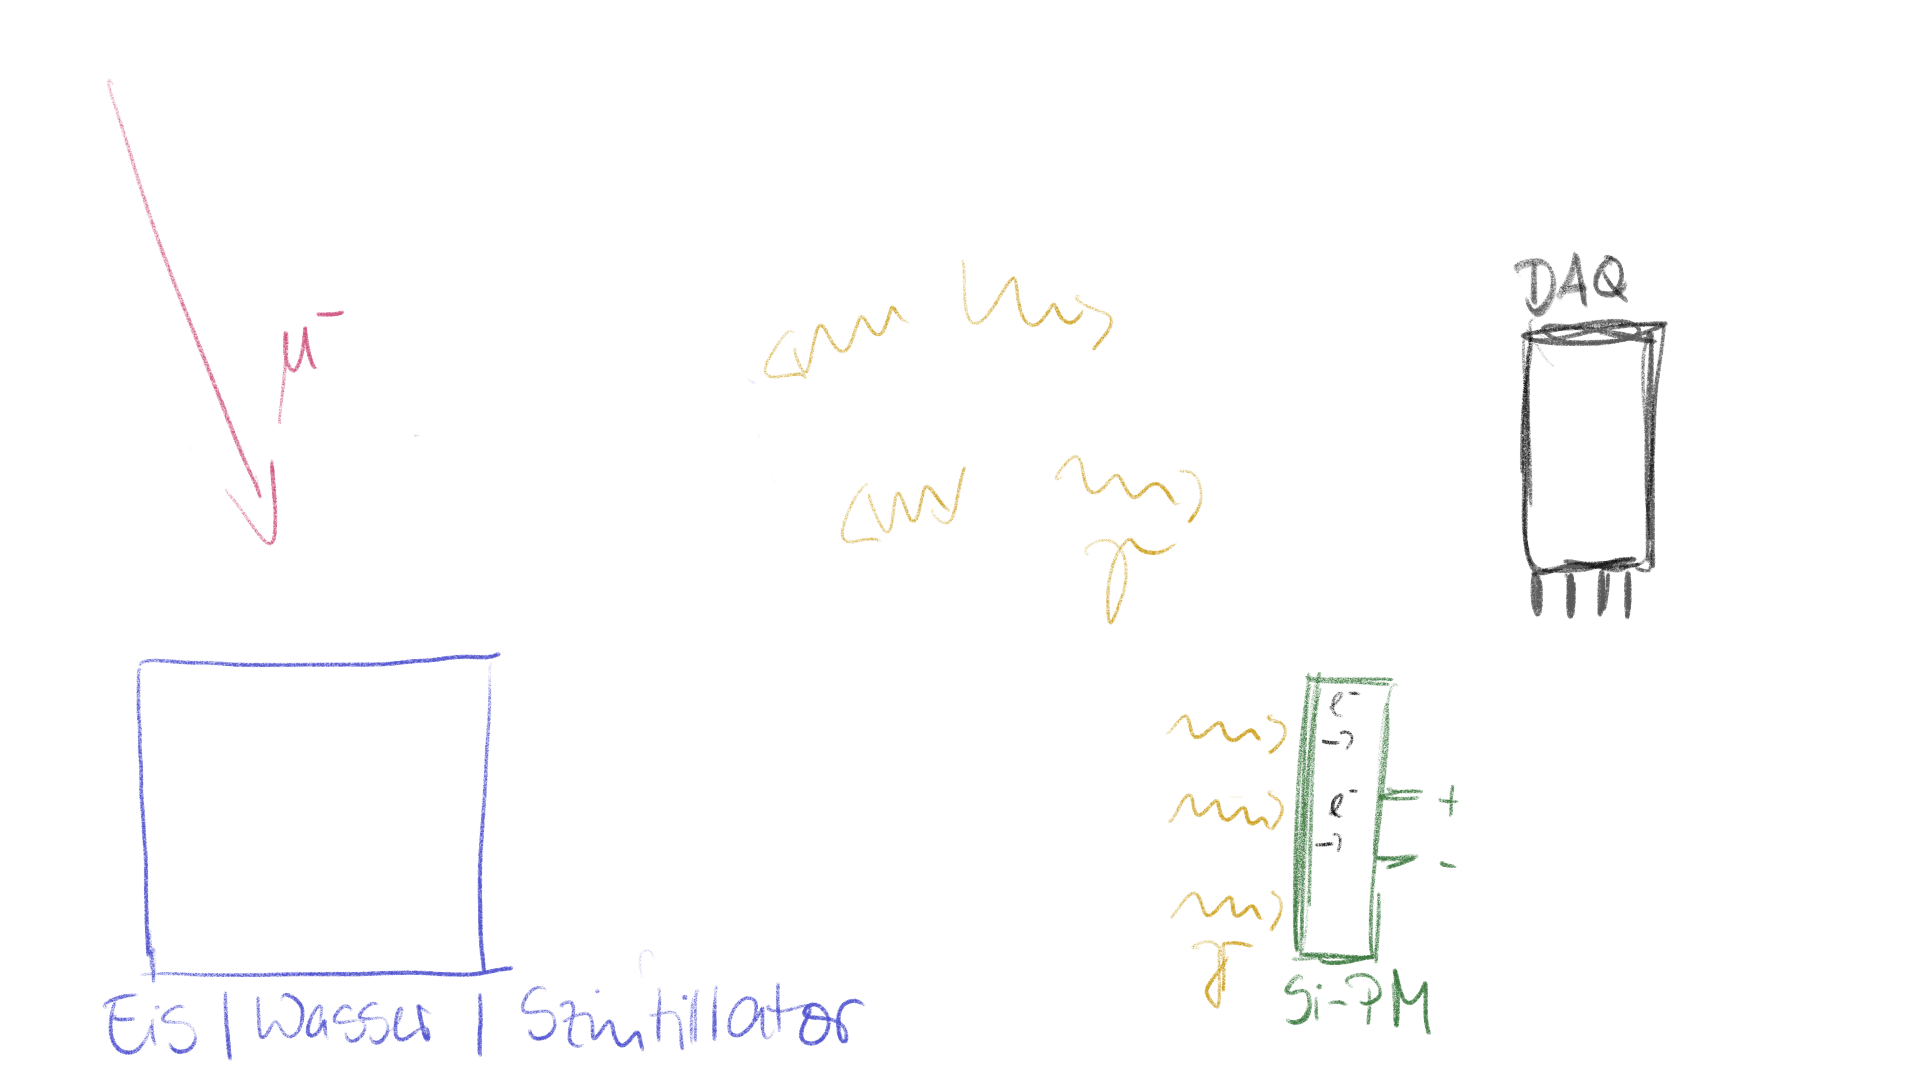 μ⁻
DAQ
γ
e⁻
e⁻
+
-
γ
Si-PM
Eis | Wasser | Szintillator